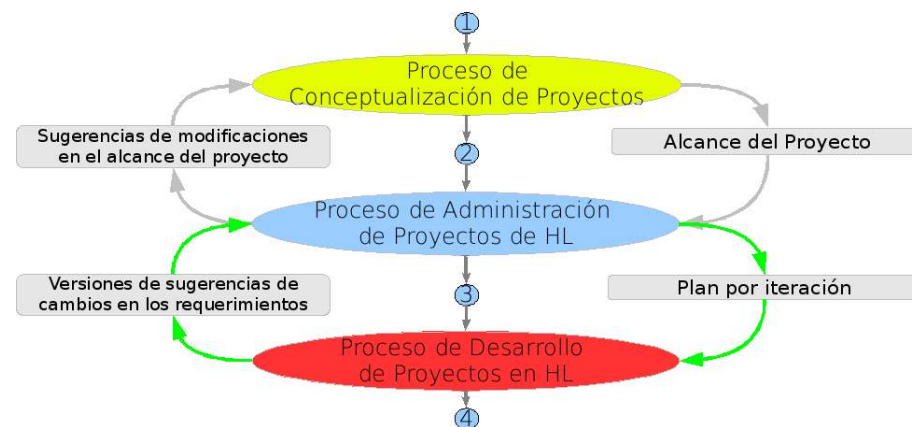 1
Proceso de
Conceptualización de Proyectos
Sugerencias de modificaciones
en el alcance del proyecto
Alcance del Proyecto
2
Proceso de Administración
de Proyectos de HL
Versiones de sugerencias de
cambios en los requerimientos
Plan por iteración
3
Proceso de Desarrollo
de Proyectos en HL
4